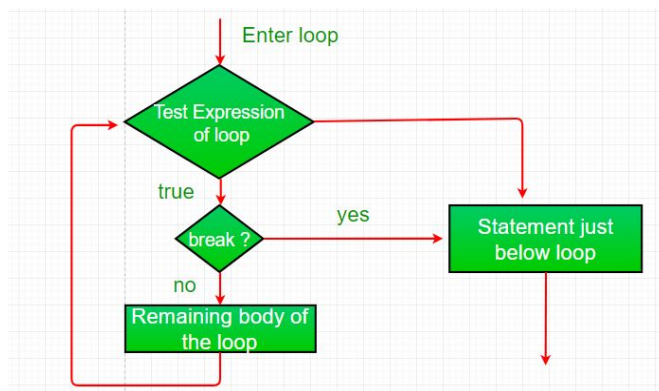 Enter loop
Test Expression
of loop
true
yes
break ?
Statement just
below loop
no
Remaining body of
the loop